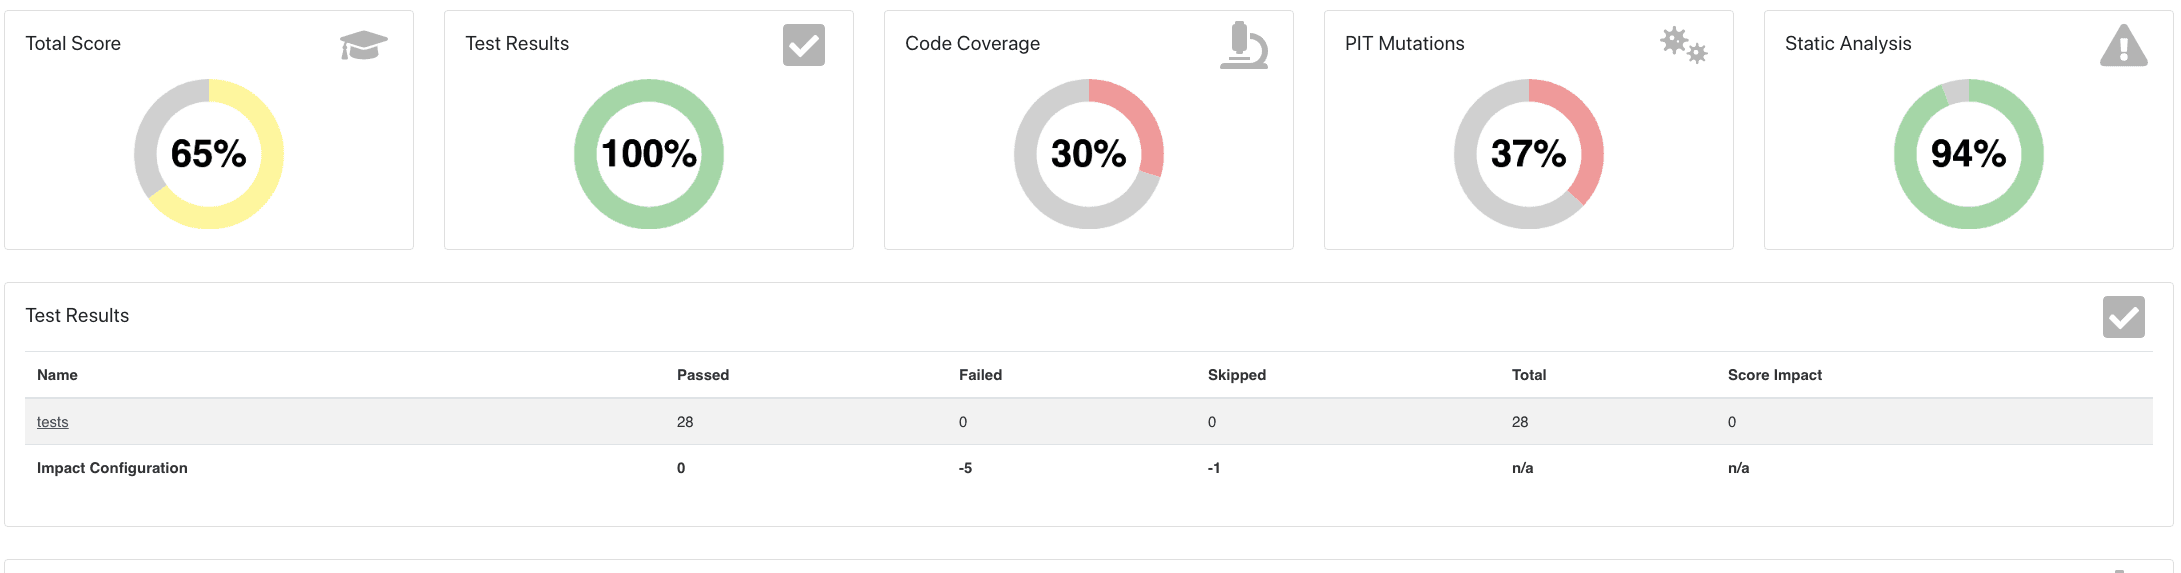 Total Score
65%
Test Results
100%
Code Coverage
30%
PIT Mutations
37%
Static Analysis
94%
Test Results
Name Passed Failed Skipped Total Score Impact
tests 28 0 0 28 0
Impact Configuration 0 -5 -1 n/a n/a